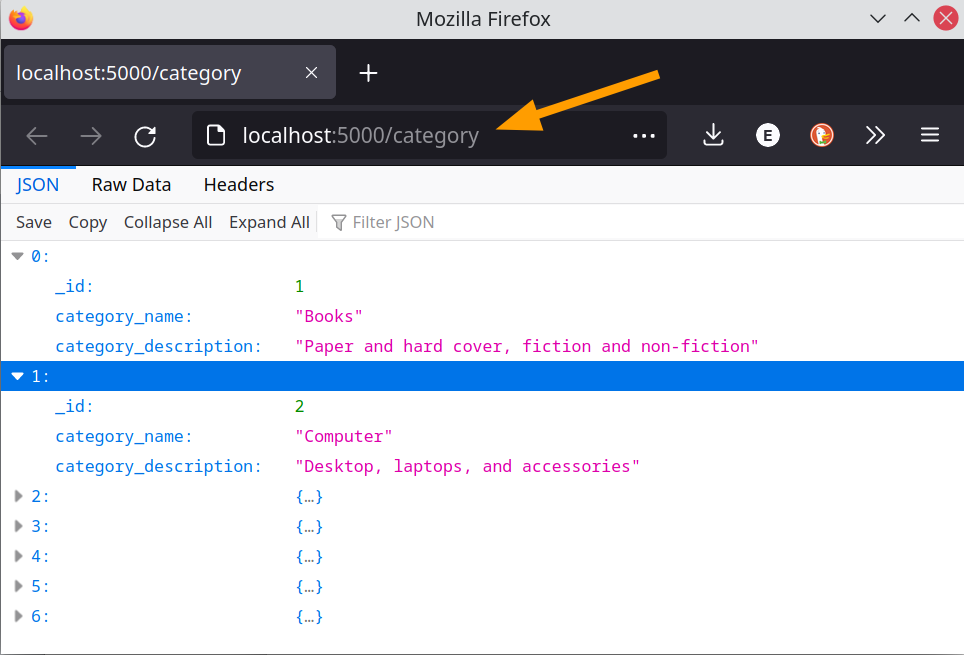 Mozilla Firefox
localhost:5000/category
localhost:5000/category
E
JSON Raw Data Headers
Save Copy Collapse All Expand All Filter JSON
0:
_id: 1
category_name: "Books"
category_description: "Paper and hard cover, fiction and non-fiction"
1:
_id: 2
category_name: "Computer"
category_description: "Desktop, laptops, and accessories"
2: {…}
3: {…}
4: {…}
5: {…}
6: {…}